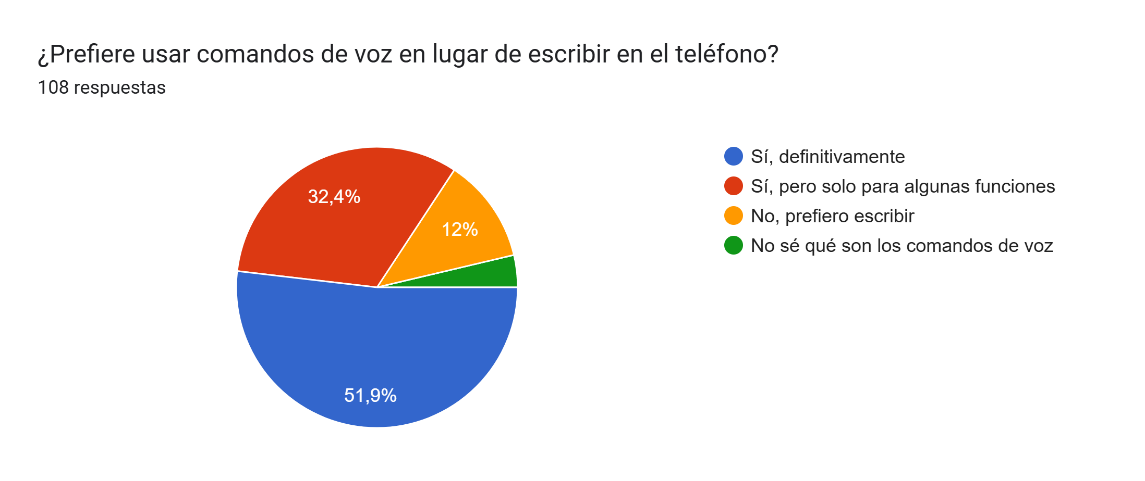 ¿Prefiere usar comandos de voz en lugar de escribir en el teléfono?
108 respuestas
32,4%
12%
51,9%
Sí, definitivamente
Sí, pero solo para algunas funciones
No, prefiero escribir
No sé qué son los comandos de voz